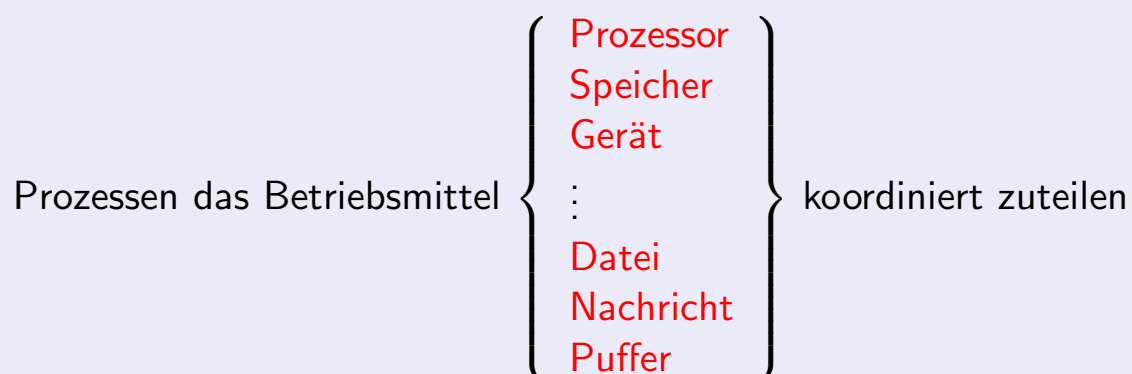 Prozessor
Speicher
Gerät
Prozessen das Betriebsmittel { ⋮ } koordiniert zuteilen
Datei
Nachricht
Puffer